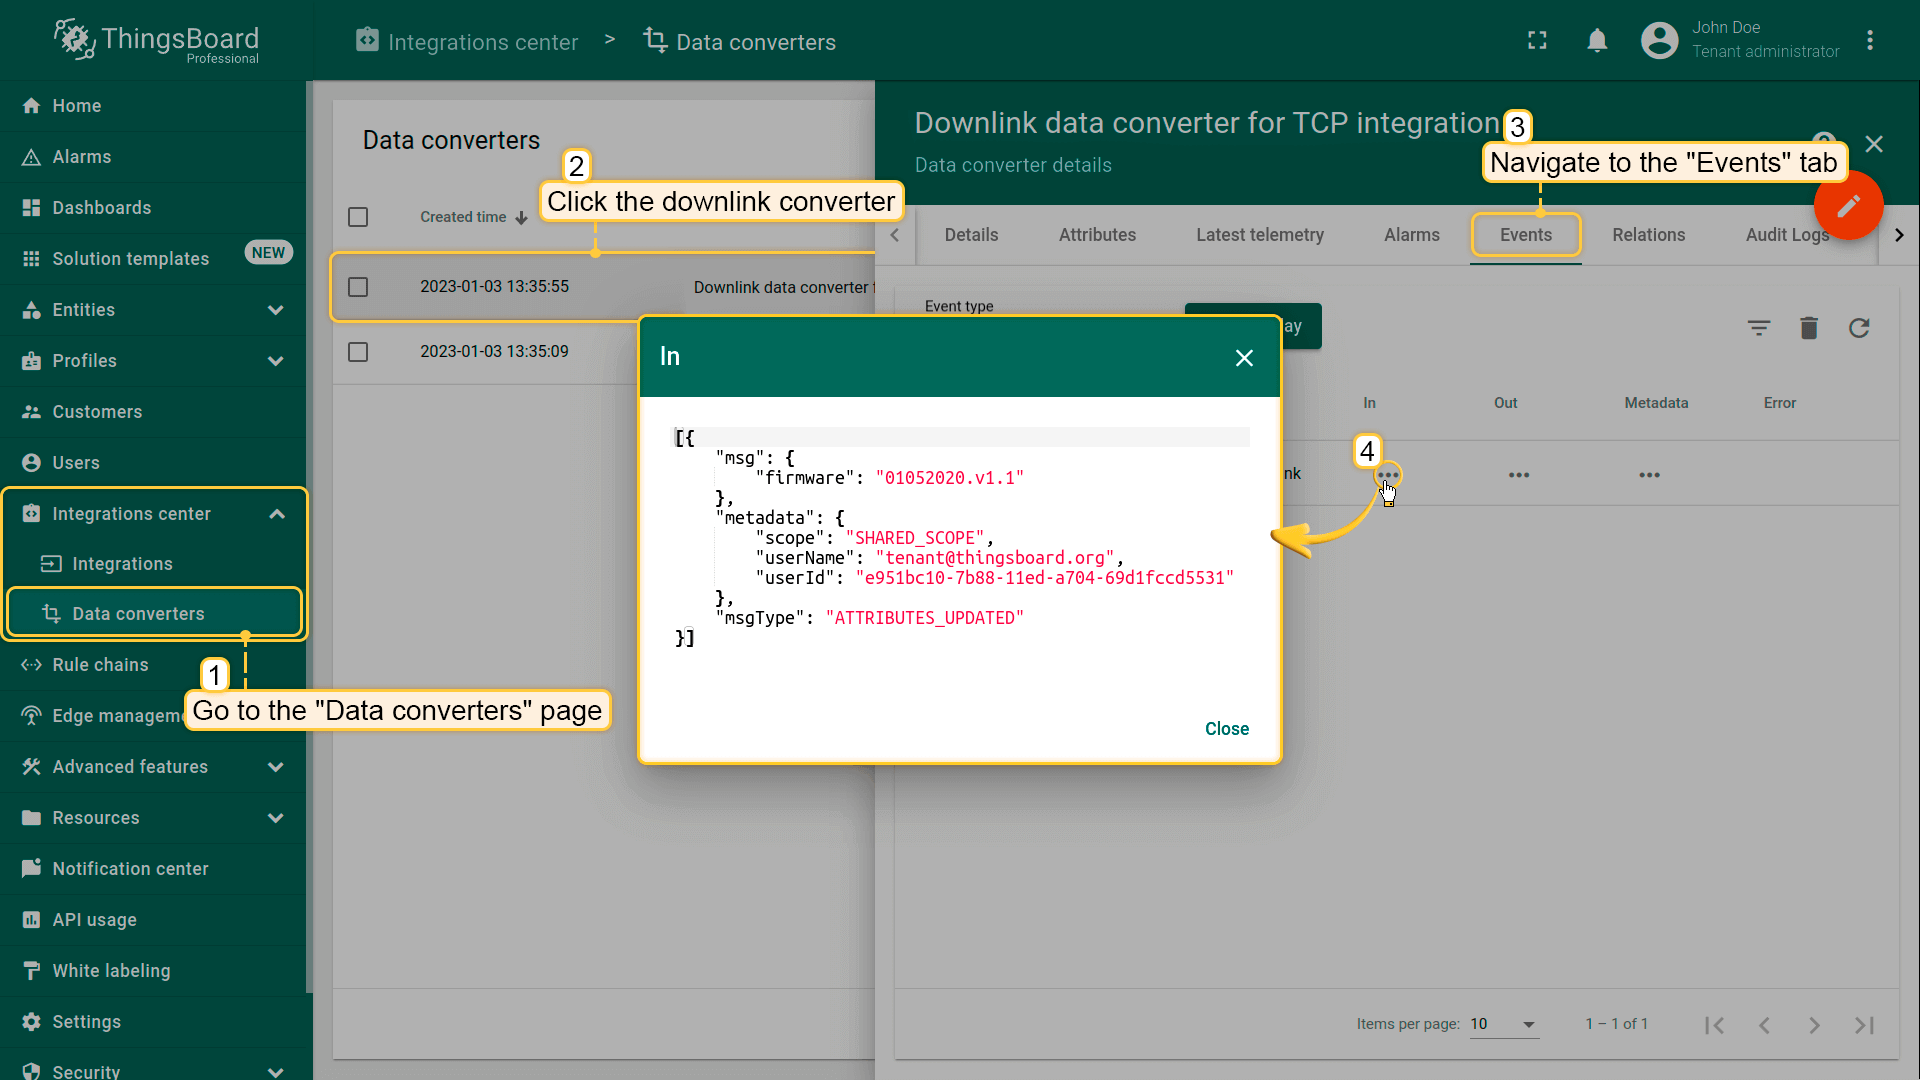 ThingsBoard
Professional
Integrations center > Data converters
John Doe
Tenant administrator
Home
Alarms
Dashboards
Solution templates NEW
Entities
Profiles
Customers
Users
Integrations center
Integrations
Data converters
Rule chains
Edge managem
Advanced features
Resources
Notification center
API usage
White labeling
Settings
Security
1
Go to the "Data converters" page
Data converters
2
Click the downlink converter
Created time
2023-01-03 13:35:55 Downlink data converter f
2023-01-03 13:35:09
Downlink data converter for TCP integration
Data converter details
3
Navigate to the "Events" tab
Details Attributes Latest telemetry Alarms Events Relations Audit Logs
Event type
ay
In Out Metadata Error
4
nk
In
[{
"msg": {
"firmware": "01052020.v1.1"
},
"metadata": {
"scope": "SHARED_SCOPE",
"userName": "tenant@thingsboard.org",
"userId": "e951bc10-7b88-11ed-a704-69d1fccd5531"
},
"msgType": "ATTRIBUTES_UPDATED"
}]
Close
Items per page: 10 1 – 1 of 1